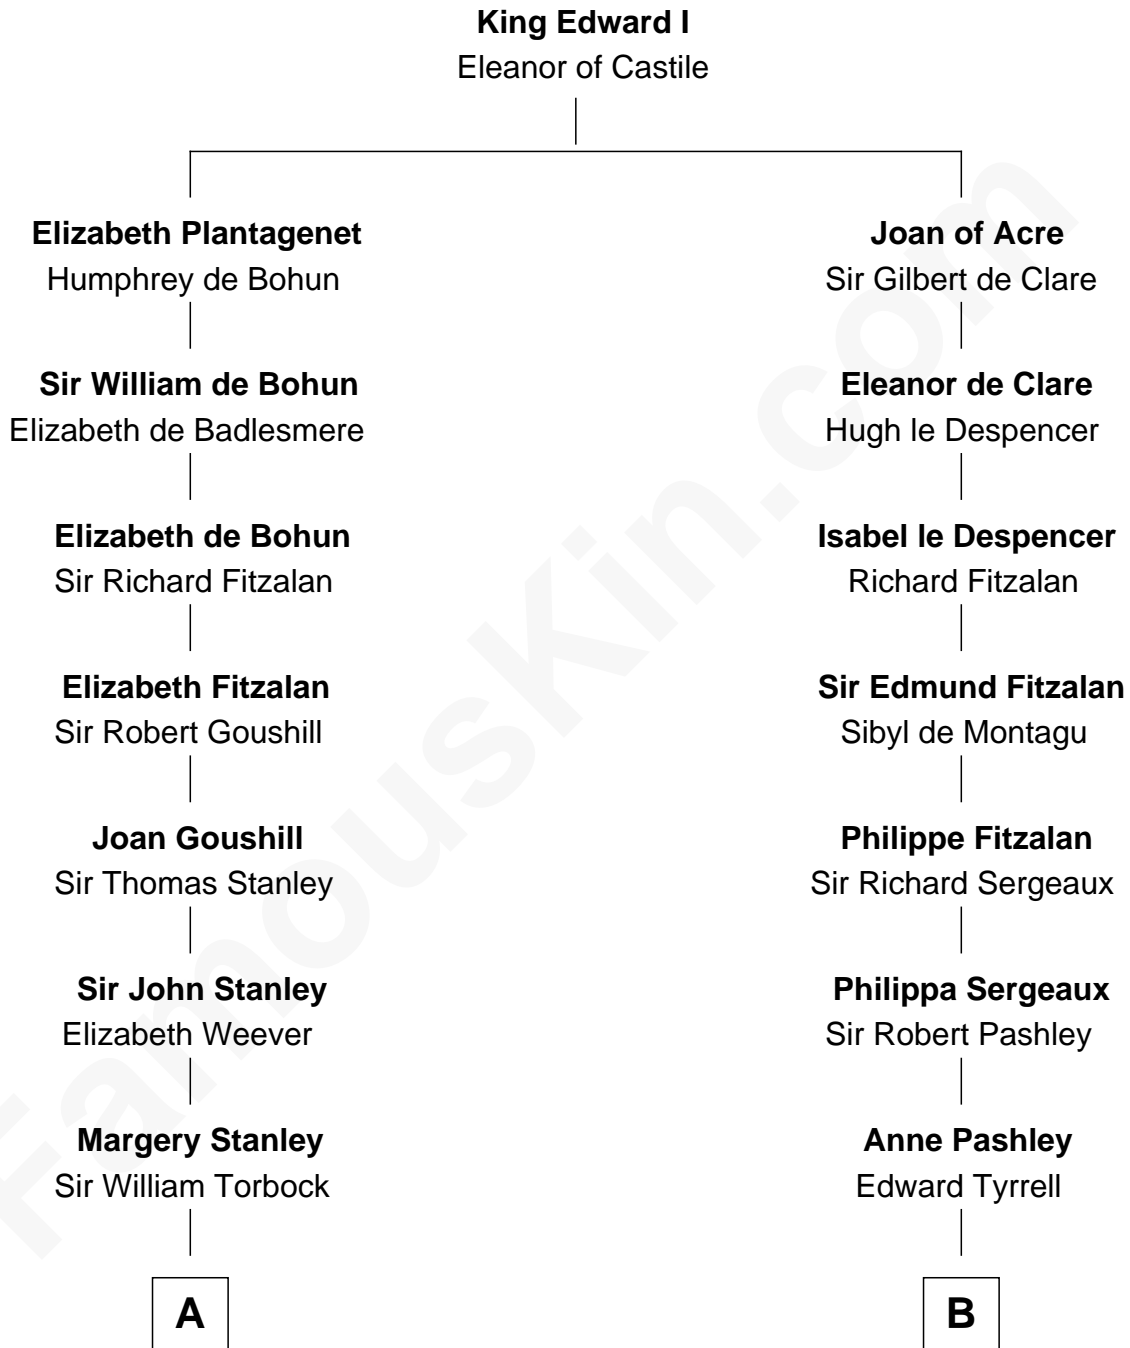 King Edward I
Eleanor of Castile
Elizabeth Plantagenet
Humphrey de Bohun
Joan of Acre
Sir Gilbert de Clare
Sir William de Bohun
Elizabeth de Badlesmere
Eleanor de Clare
Hugh le Despencer
Elizabeth de Bohun
Sir Richard Fitzalan
Isabel le Despencer
Richard Fitzalan
Elizabeth Fitzalan
Sir Robert Goushill
Sir Edmund Fitzalan
Sibyl de Montagu
Joan Goushill
Sir Thomas Stanley
Philippe Fitzalan
Sir Richard Sergeaux
Sir John Stanley
Elizabeth Weever
Philippa Sergeaux
Sir Robert Pashley
Margery Stanley
Sir William Torbock
Anne Pashley
Edward Tyrrell
A
B
FamousKin.com